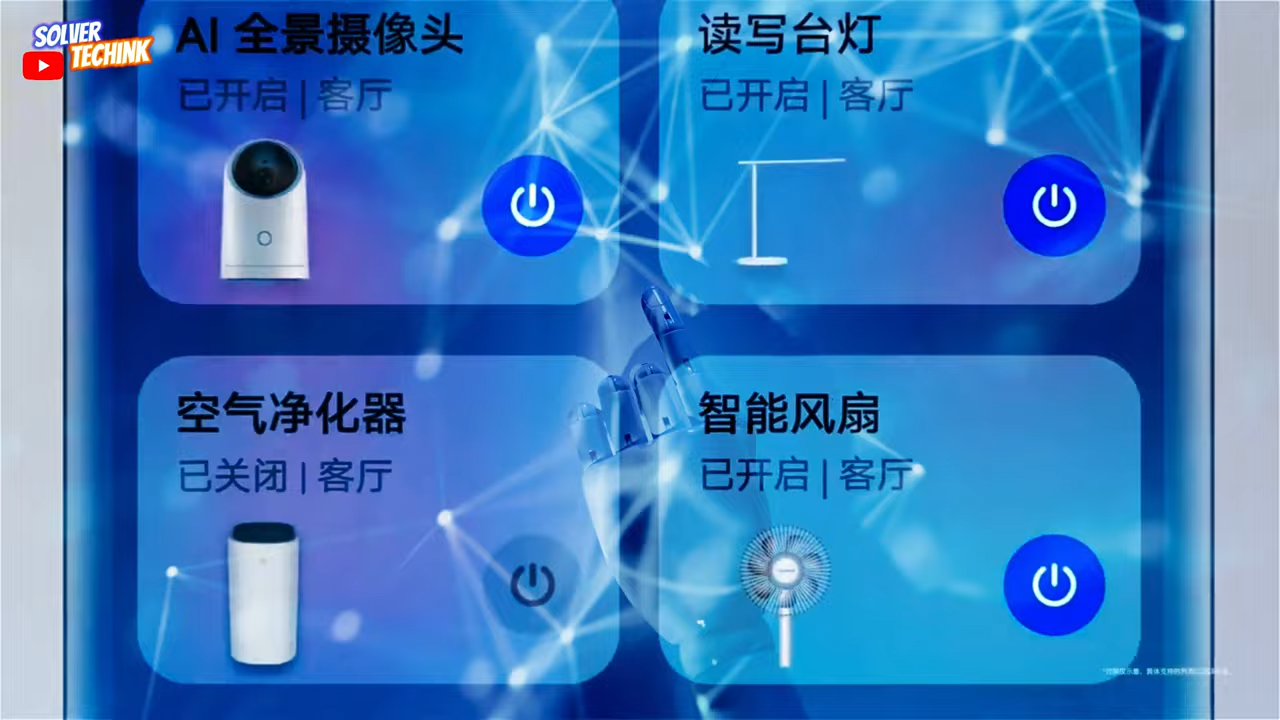 SOLVER
TECHINK
AI 全景摄像头
已开启 | 客厅
读写台灯
已开启 | 客厅
空气净化器
已关闭 | 客厅
智能风扇
已开启 | 客厅